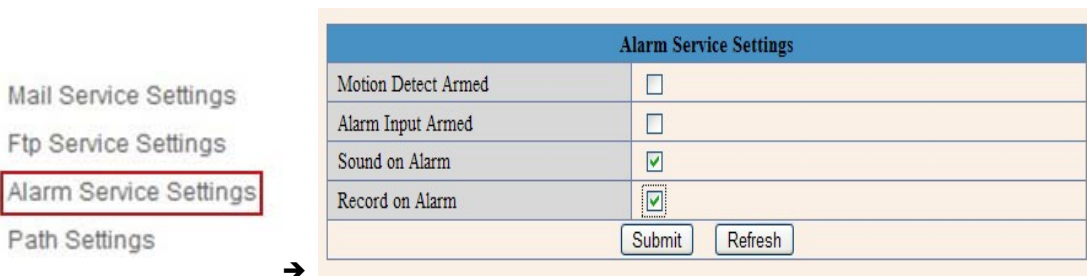 Mail Service Settings
Ftp Service Settings
Alarm Service Settings
Path Settings
➔
Alarm Service Settings
Motion Detect Armed
Alarm Input Armed
Sound on Alarm
Record on Alarm
Submit Refresh